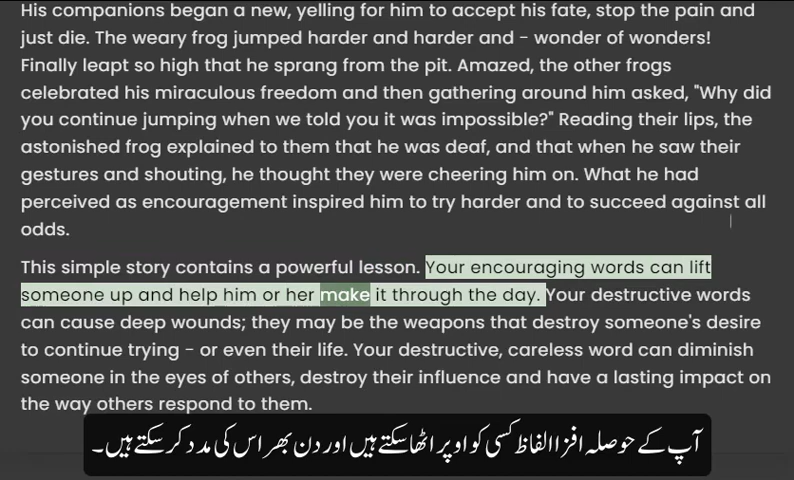 His companions began a new, yelling for him to accept his fate, stop the pain and
just die. The weary frog jumped harder and harder and - wonder of wonders!
Finally leapt so high that he sprang from the pit. Amazed, the other frogs
celebrated his miraculous freedom and then gathering around him asked, "Why did
you continue jumping when we told you it was impossible?" Reading their lips, the
astonished frog explained to them that he was deaf, and that when he saw their
gestures and shouting, he thought they were cheering him on. What he had
perceived as encouragement inspired him to try harder and to succeed against all
odds.
This simple story contains a powerful lesson. Your encouraging words can lift
someone up and help him or her make it through the day. Your destructive words
can cause deep wounds; they may be the weapons that destroy someone's desire
to continue trying - or even their life. Your destructive, careless word can diminish
someone in the eyes of others, destroy their influence and have a lasting impact on
the way others respond to them.
آپ کے حوصلہ افزا الفاظ کسی کو اوپر اٹھا سکتے ہیں اور دن بھر اس کی مدد کر سکتے ہیں۔